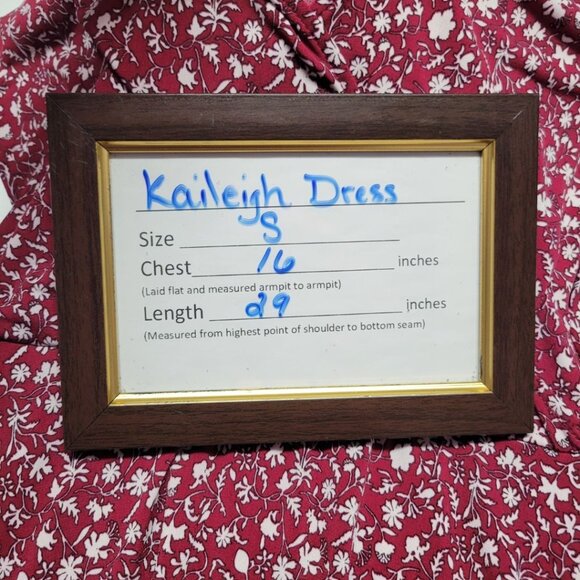 Kaileigh Dress
Size S
Chest 16 inches
(Laid flat and measured armpit to armpit)
Length 29 inches
(Measured from highest point of shoulder to bottom seam)